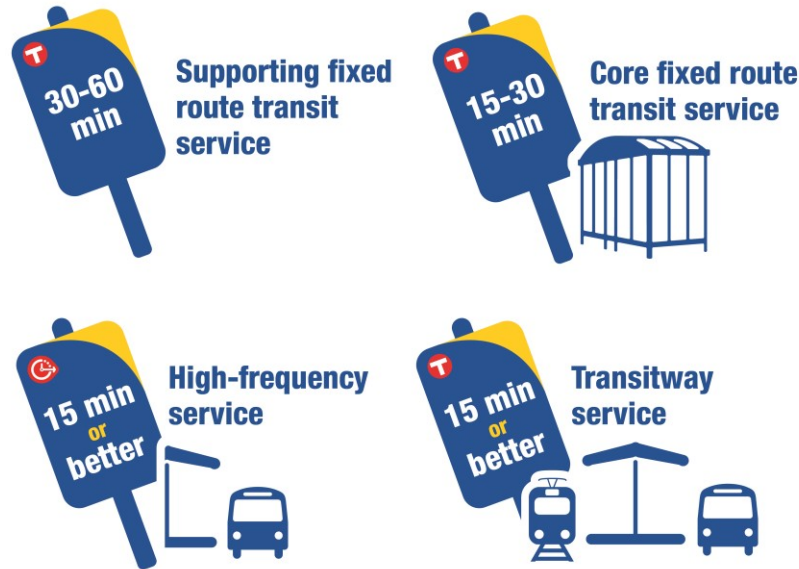 30-60
min
Supporting fixed
route transit
service
15-30
min
Core fixed route
transit service
15 min
or
better
High-frequency
service
15 min
or
better
Transitway
service